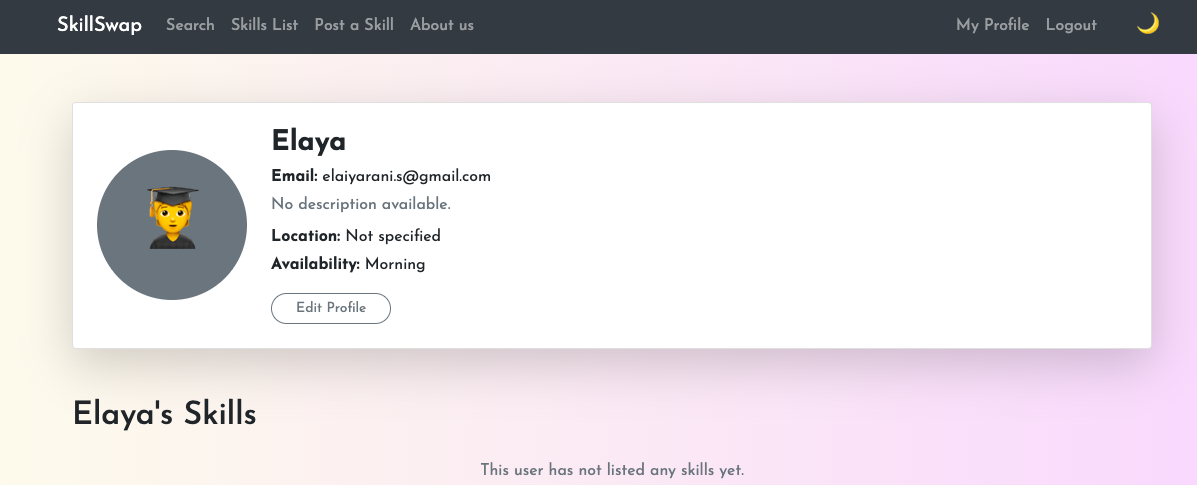 SkillSwap Search Skills List Post a Skill About us My Profile Logout
Elaya
Email: elaiyarani.s@gmail.com
No description available.
Location: Not specified
Availability: Morning
Edit Profile
Elaya's Skills
This user has not listed any skills yet.